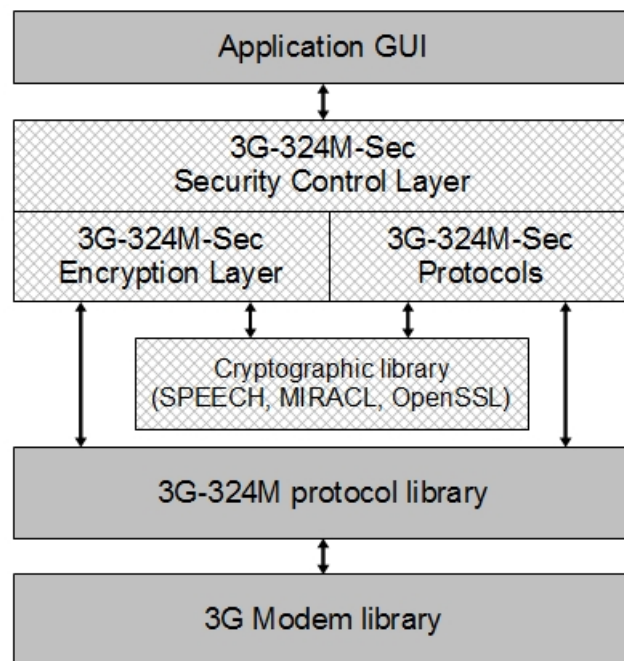 Application GUI
3G-324M-Sec
Security Control Layer
3G-324M-Sec
Encryption Layer
3G-324M-Sec
Protocols
Cryptographic library
(SPEECH, MIRACL, OpenSSL)
3G-324M protocol library
3G Modem library